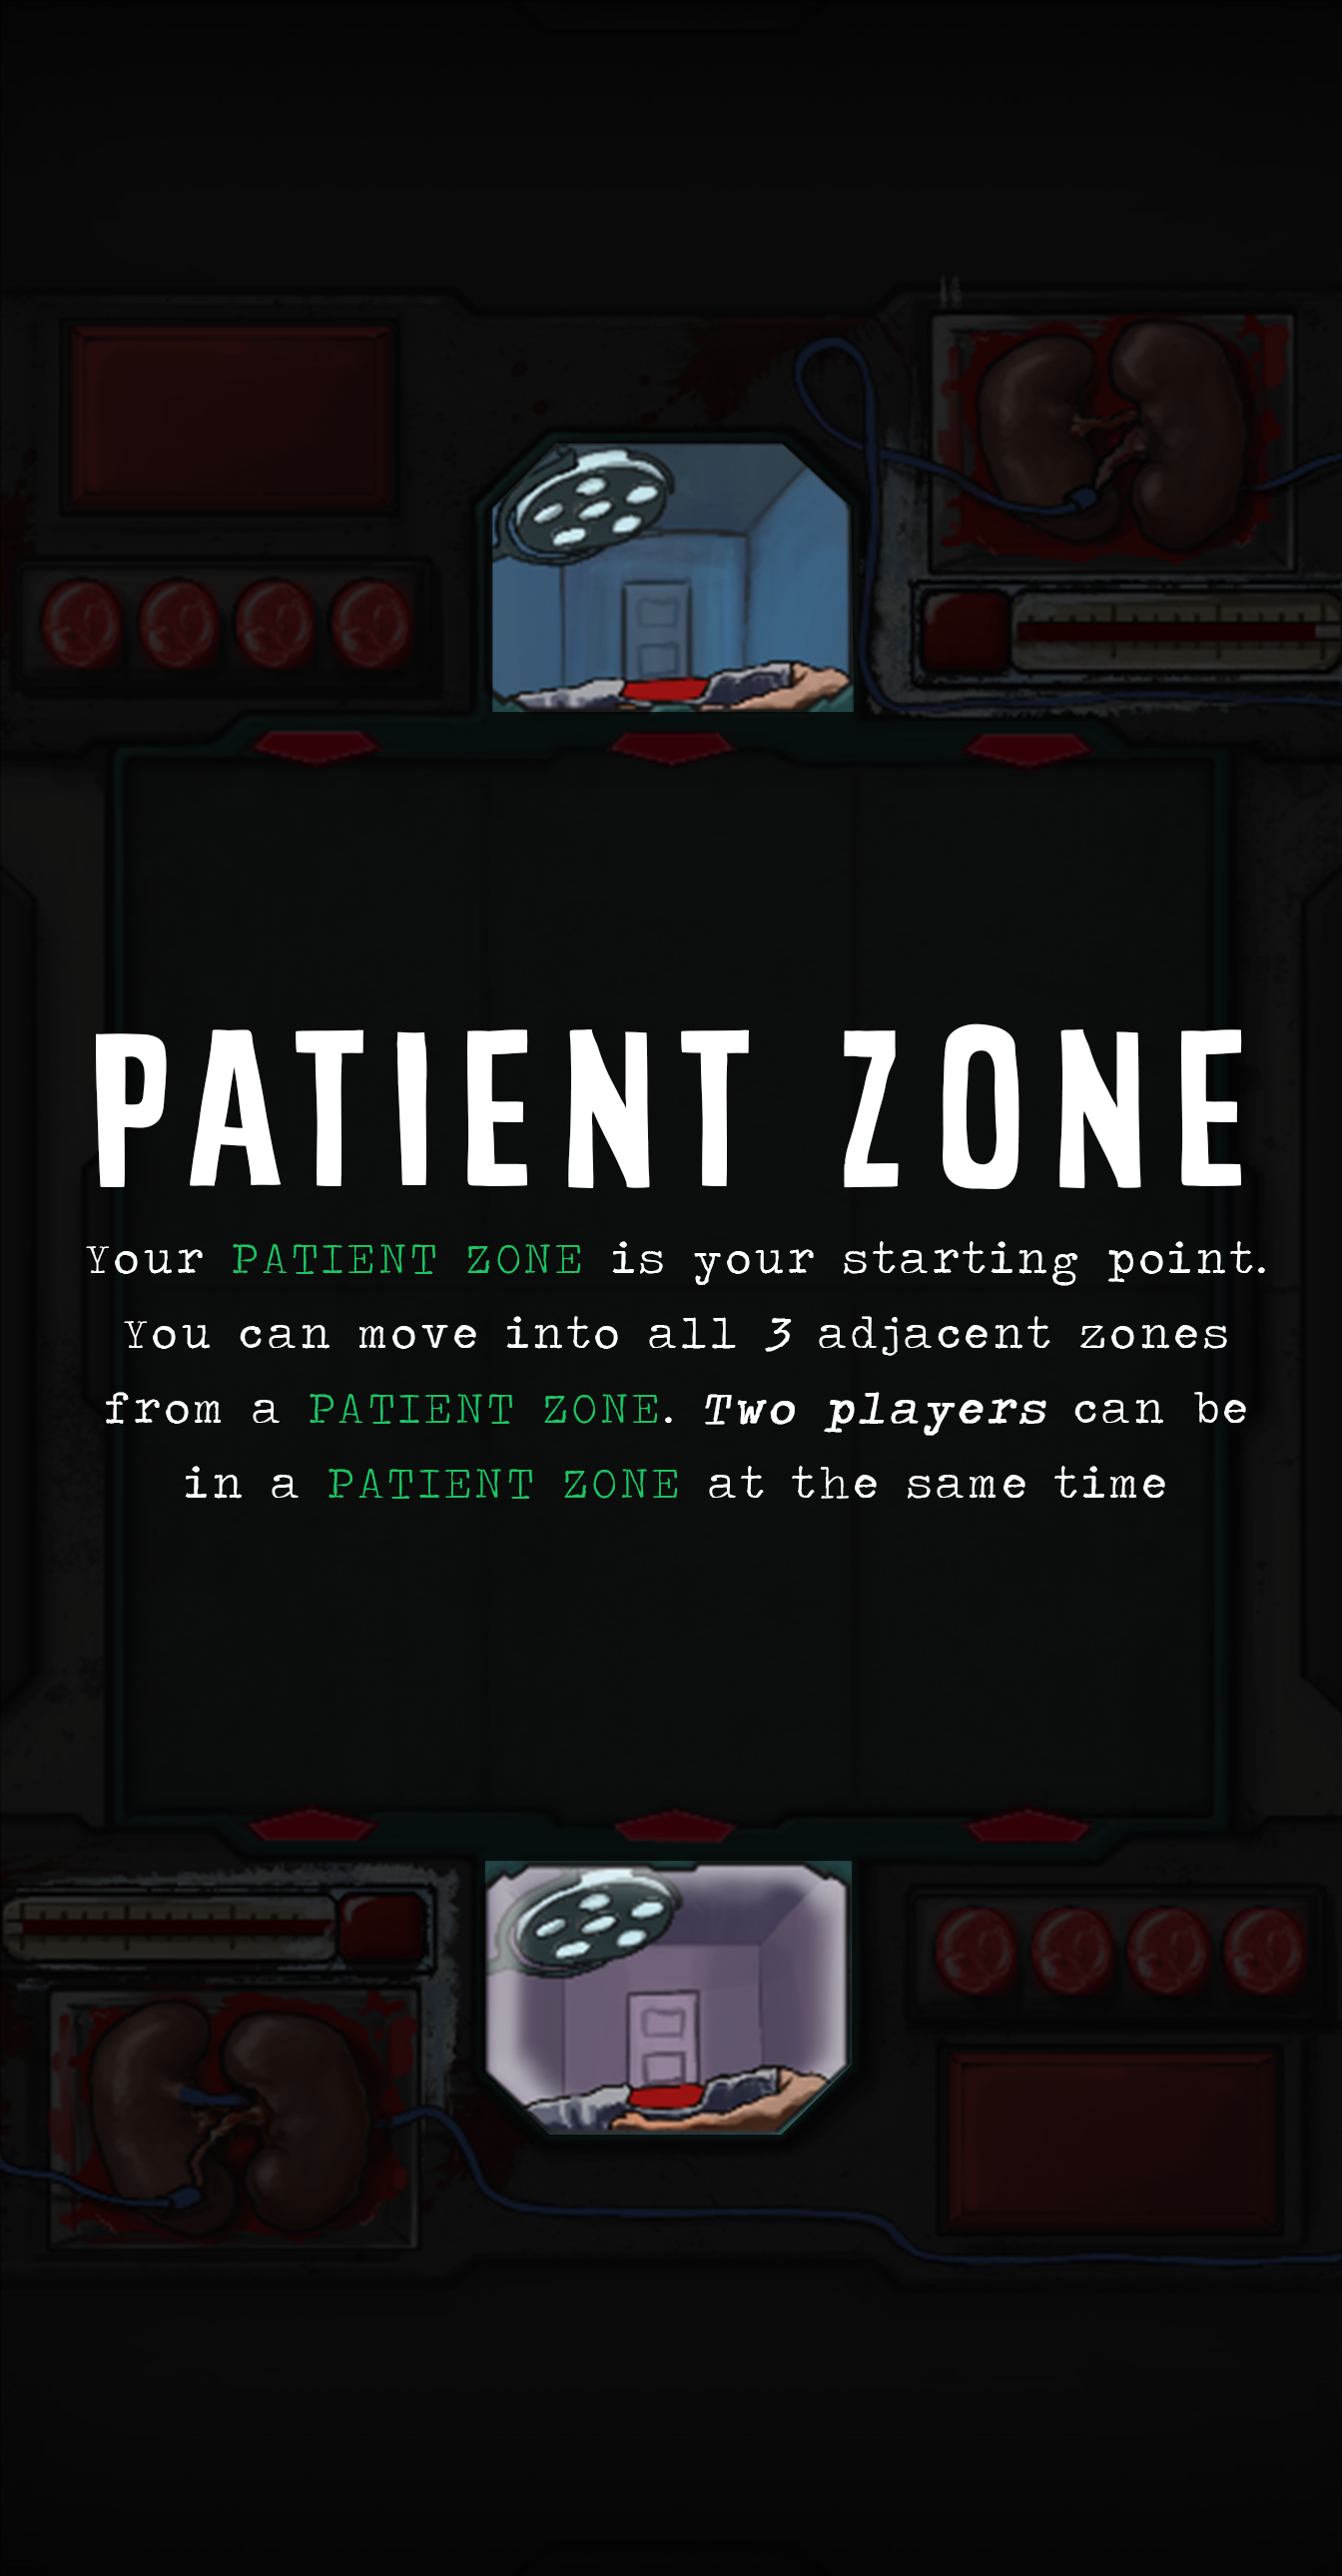 PATIENT ZONE
Your PATIENT ZONE is your starting point.
You can move into all 3 adjacent zones
from a PATIENT ZONE. Two players can be
in a PATIENT ZONE at the same time